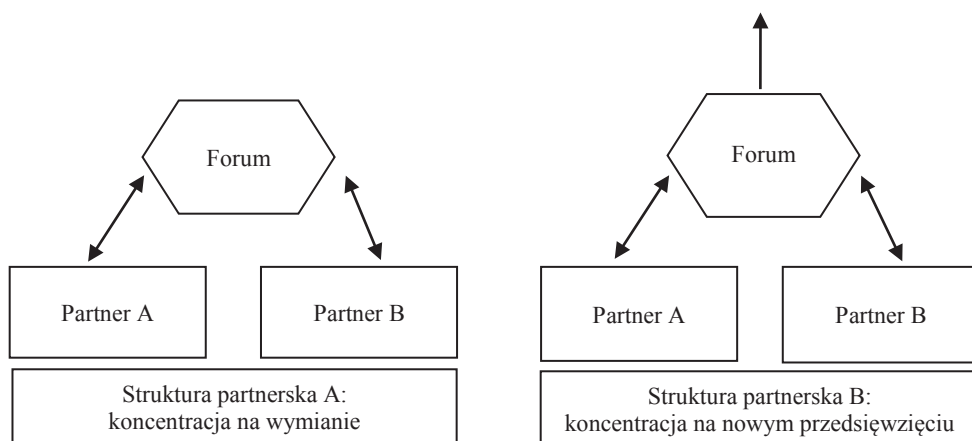 Forum
Partner A
Partner B
Struktura partnerska A:
koncentracja na wymianie
Forum
Partner A
Partner B
Struktura partnerska B:
koncentracja na nowym przedsięwzięciu